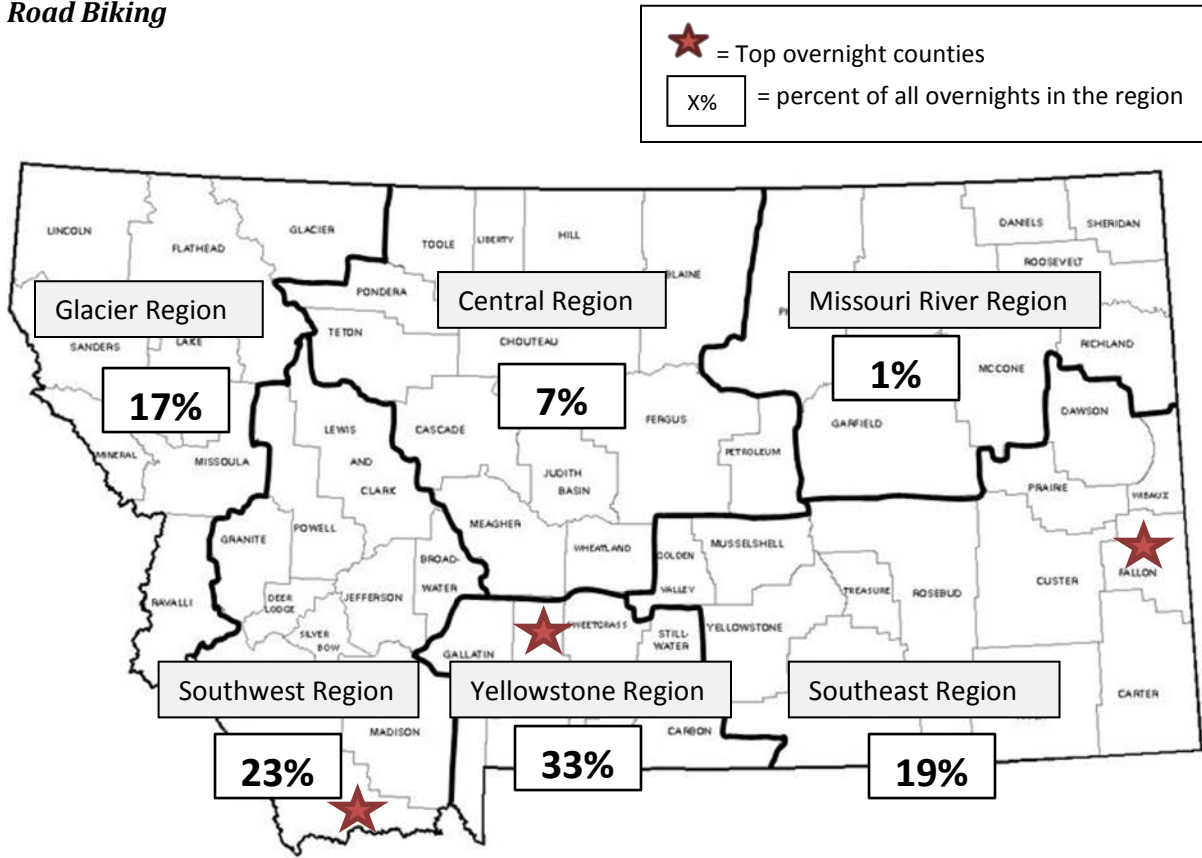 Road Biking
= Top overnight counties
X% = percent of all overnights in the region
LINCOLN
FLATHEAD
GLACIER
TOOLE
LIBERTY
HILL
BLAINE
DANIELS
SHERIDAN
ROOSEVELT
PONDERA
Glacier Region
Central Region
Missouri River Region
TETON
CHOUTEAU
SANDERS
LAKE
RICHLAND
MCCONE
17%
7%
1%
DAWSON
LEWIS
AND
CLARK
CASCADE
FERGUS
GARFIELD
MINERAL
MISSOULA
JUDITH
BASIN
PETROLEUM
PRAIRIE
WIBAUX
MEAGHER
GRANITE
POWELL
BROAD-
WATER
WHEATLAND
GOLDEN
VALLEY
MUSSELSHELL
FALLON
CUSTER
TREASURE
ROSEBUD
RAVALLI
DEER
LODGE
JEFFERSON
SILVER
BOW
GALLATIN
SWEETGRASS
STILL-
WATER
YELLOWSTONE
Southwest Region
Yellowstone Region
Southeast Region
CARTER
MADISON
CARBON
23%
33%
19%